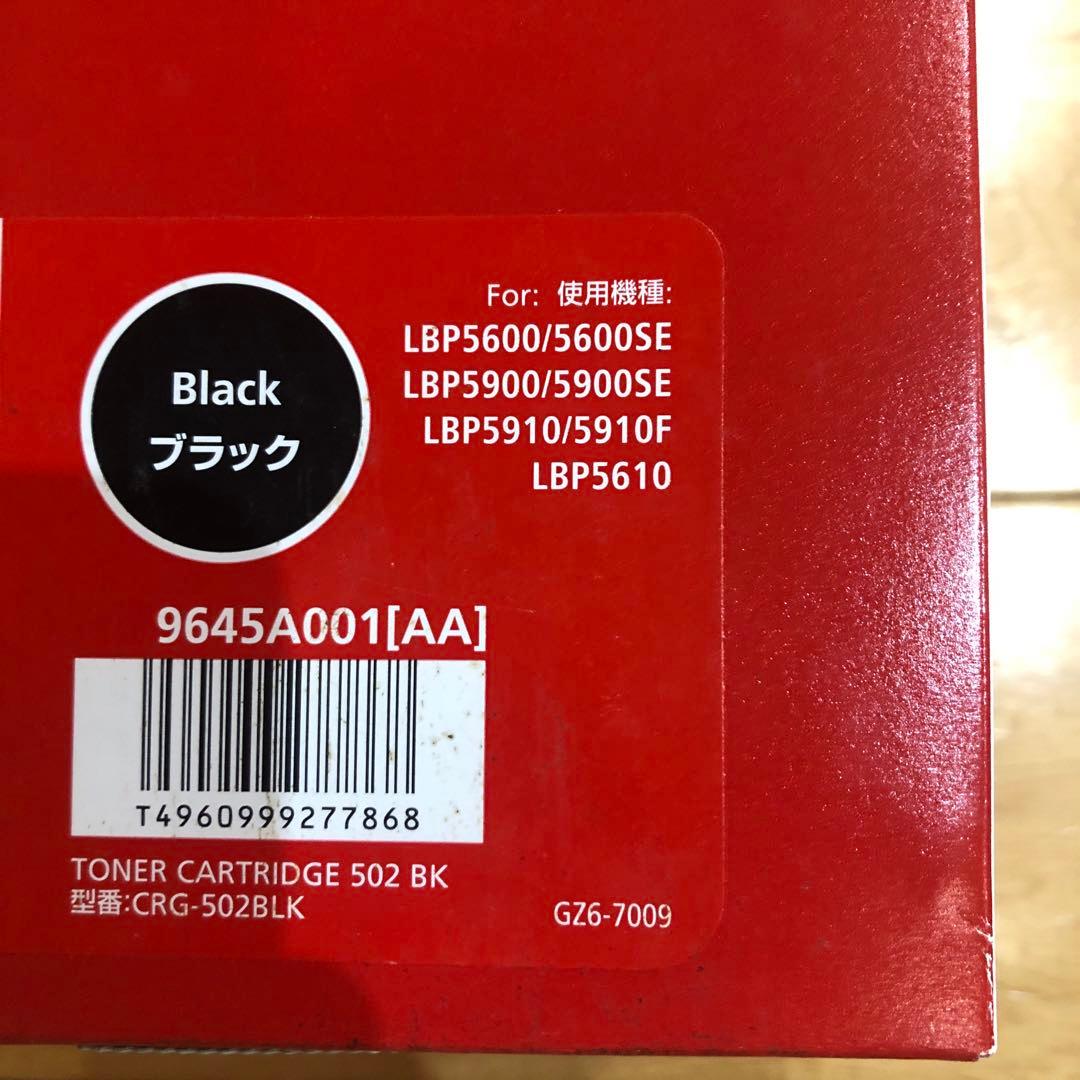 Black
ブラック
For: 使用機種:
LBP5600/5600SE
LBP5900/5900SE
LBP5910/5910F
LBP5610
9645A001[AA]
T4960999277868
TONER CARTRIDGE 502 BK
型番:CRG-502BLK
GZ6-7009